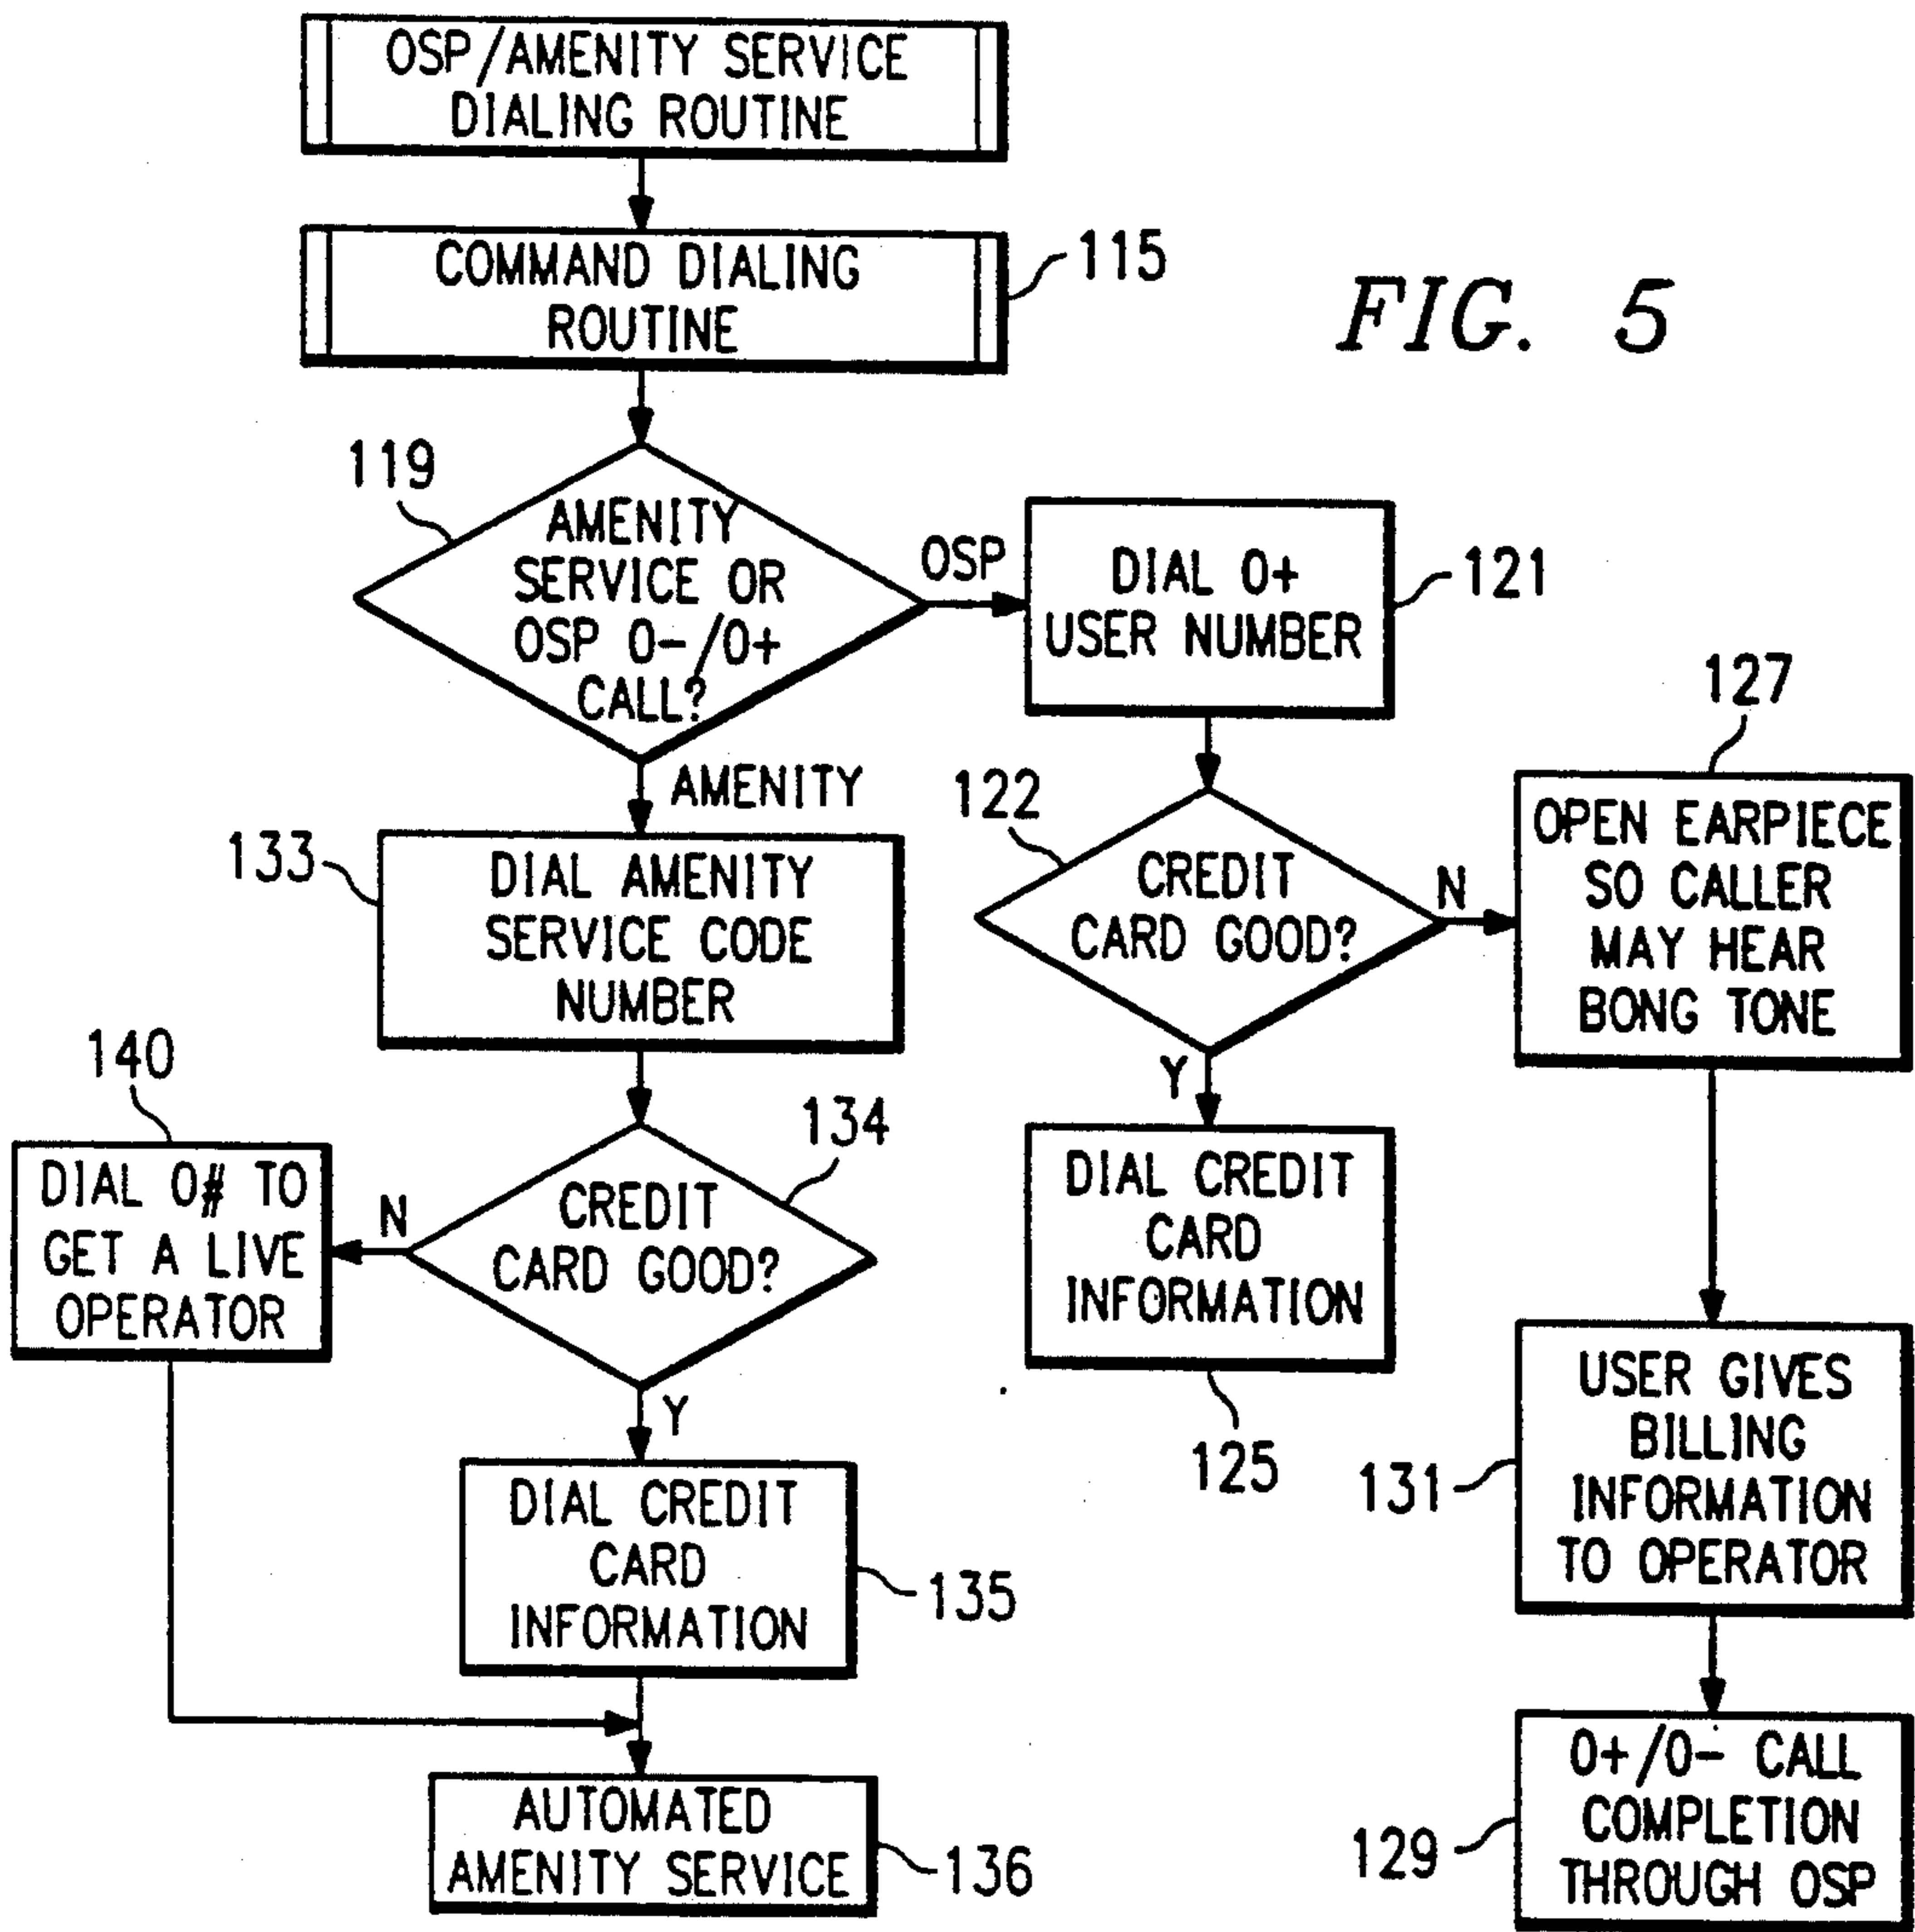 OSP/AMENITY SERVICE
DIALING ROUTINE
COMMAND DIALING
ROUTINE
115
FIG. 5
119
AMENITY
SERVICE OR
OSP 0-/0+
CALL?
OSP
DIAL 0+
USER NUMBER
121
AMENITY
133
DIAL AMENITY
SERVICE CODE
NUMBER
122
CREDIT
CARD GOOD?
N
Y
127
OPEN EARPIECE
SO CALLER
MAY HEAR
BONG TONE
140
DIAL 0# TO
GET A LIVE
OPERATOR
N
134
CREDIT
CARD GOOD?
Y
DIAL CREDIT
CARD
INFORMATION
125
131
USER GIVES
BILLING
INFORMATION
TO OPERATOR
DIAL CREDIT
CARD
INFORMATION
135
AUTOMATED
AMENITY SERVICE
136
129
0+/0- CALL
COMPLETION
THROUGH OSP